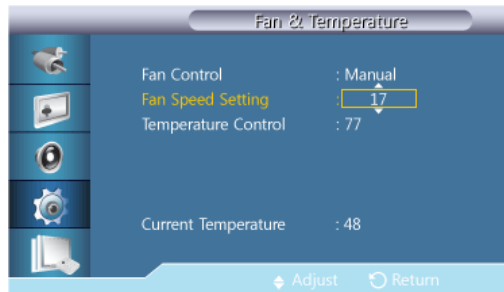 Fan & Temperature
Fan Control : Manual
Fan Speed Setting : 17
Temperature Control : 77
Current Temperature : 48
Adjust Return